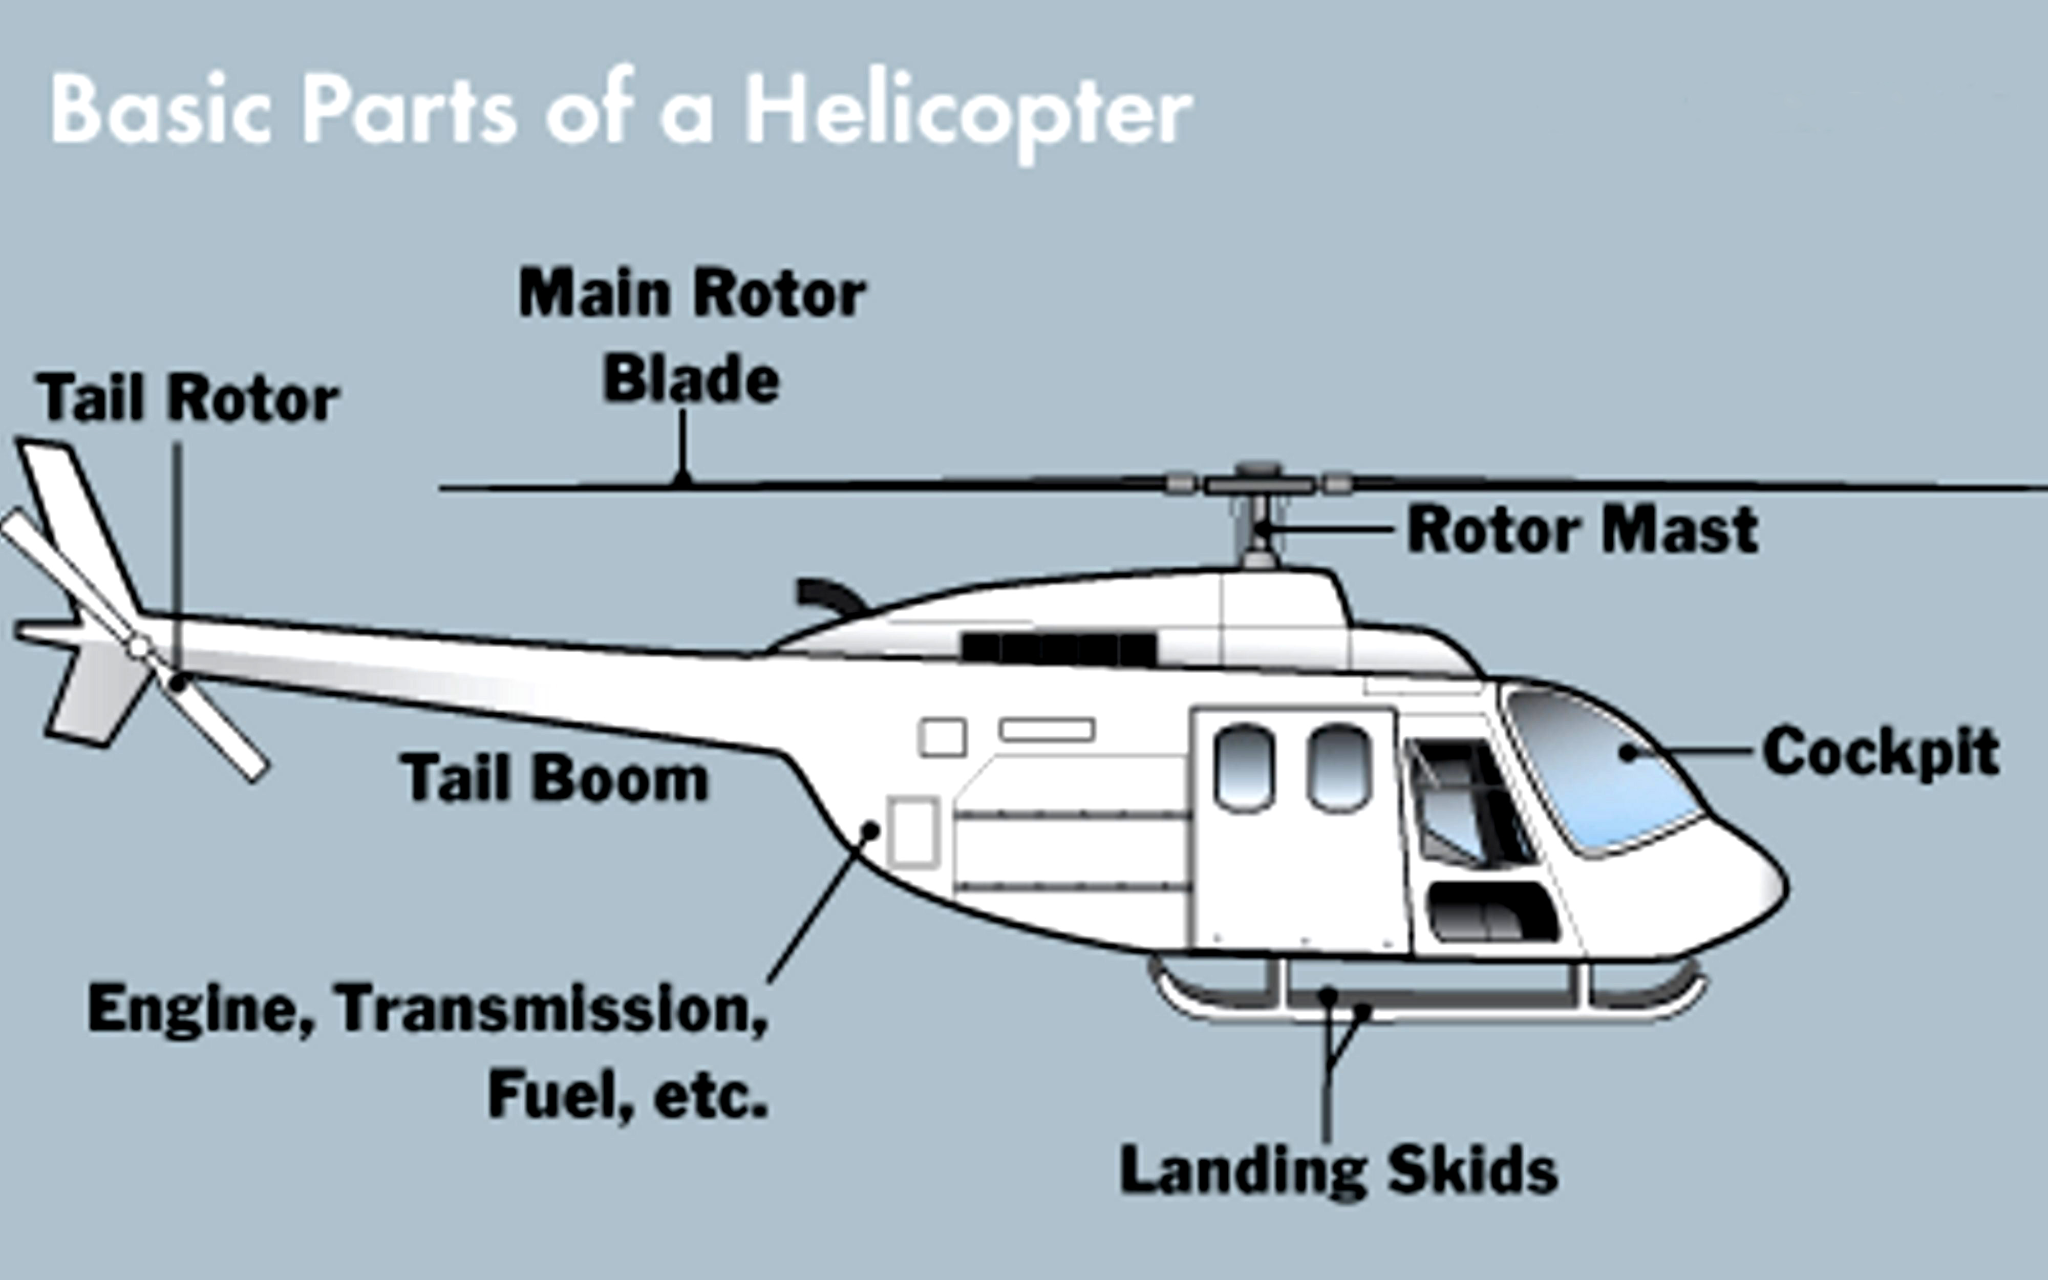 Basic Parts of a Helicopter
Main Rotor
Blade
Tail Rotor
Rotor Mast
Cockpit
Tail Boom
Engine, Transmission,
Fuel, etc.
Landing Skids